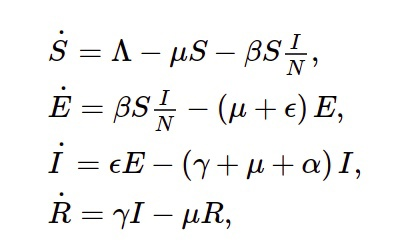 Ṡ = Λ − μS − βS I/N,
Ė = βS I/N − (μ + ϵ) E,
İ = ϵE − (γ + μ + α) I,
Ṙ = γI − μR,